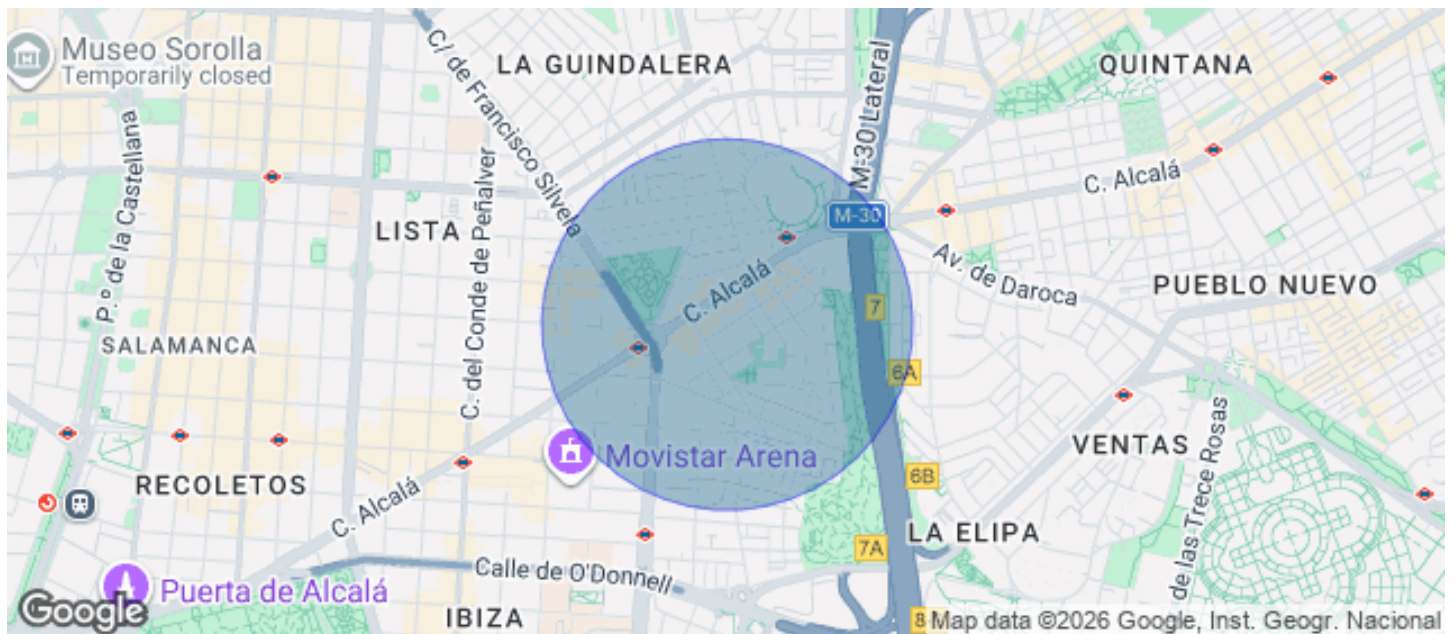 Museo Sorolla
Temporarily closed
C/ de Francisco Silvela
LA GUINDALERA
M-30 Lateral
QUINTANA
P.º de la Castellana
C. del Conde de Peñalver
LISTA
C. Alcalá
M-30
Av. de Daroca
PUEBLO NUEVO
C. Alcalá
7
SALAMANCA
6A
de las Trece Rosas
VENTAS
Movistar Arena
RECOLETOS
C. Alcalá
6B
LA ELIPA
7A
Calle de O'Donnell
Puerta de Alcalá
IBIZA
Google
8
Map data ©2026 Google, Inst. Geogr. Nacional